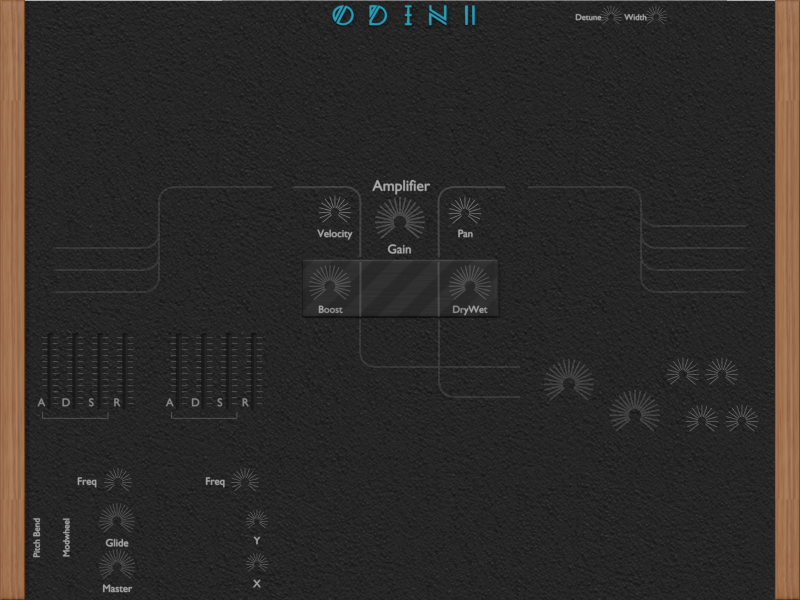 ODIN II
Detune Width
Amplifier
Velocity
Pan
Gain
Boost
DryWet
A D S R
A D S R
Freq
Freq
Pitch Bend
Modwheel
Glide
Y
Master
X